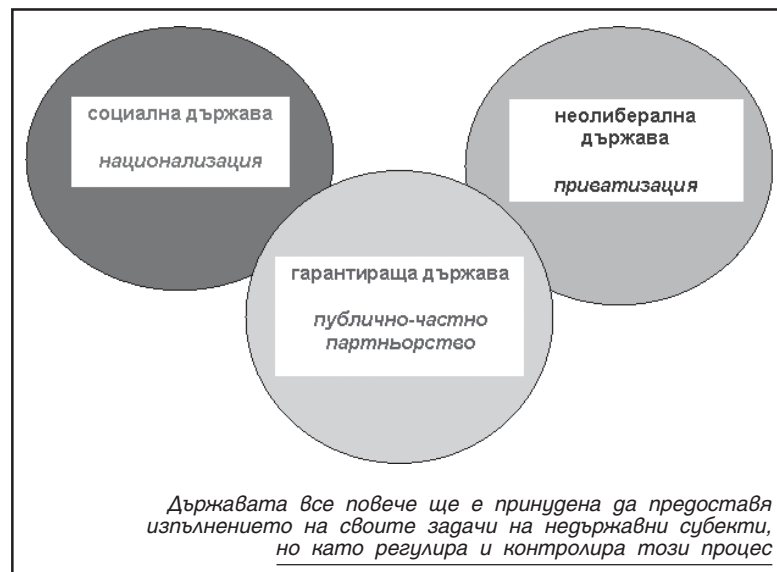 социална държава
национализация
неолиберална
държава
приватизация
гарантираща държава
публично-частно
партньорство
Държавата все повече ще е принудена да предоставя
изпълнението на своите задачи на недържавни субекти,
но като регулира и контролира този процес